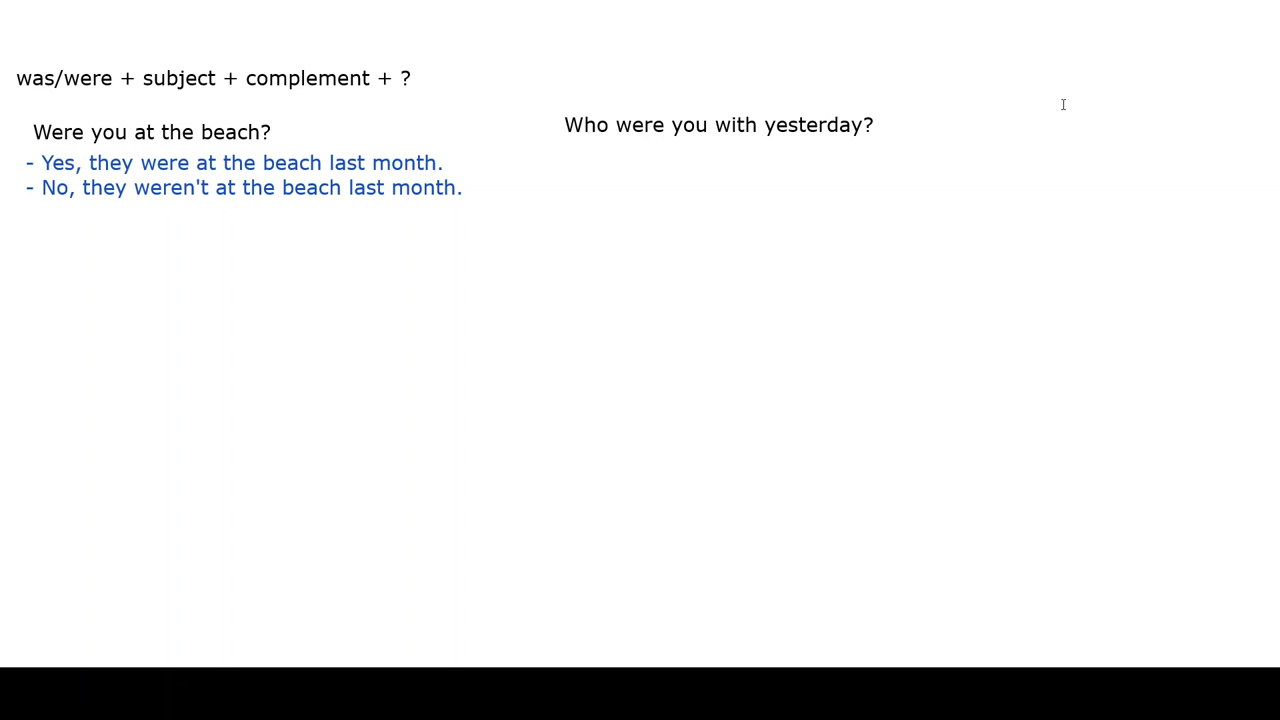 was/were + subject + complement + ?
Were you at the beach?
- Yes, they were at the beach last month.
- No, they weren't at the beach last month.
Who were you with yesterday?